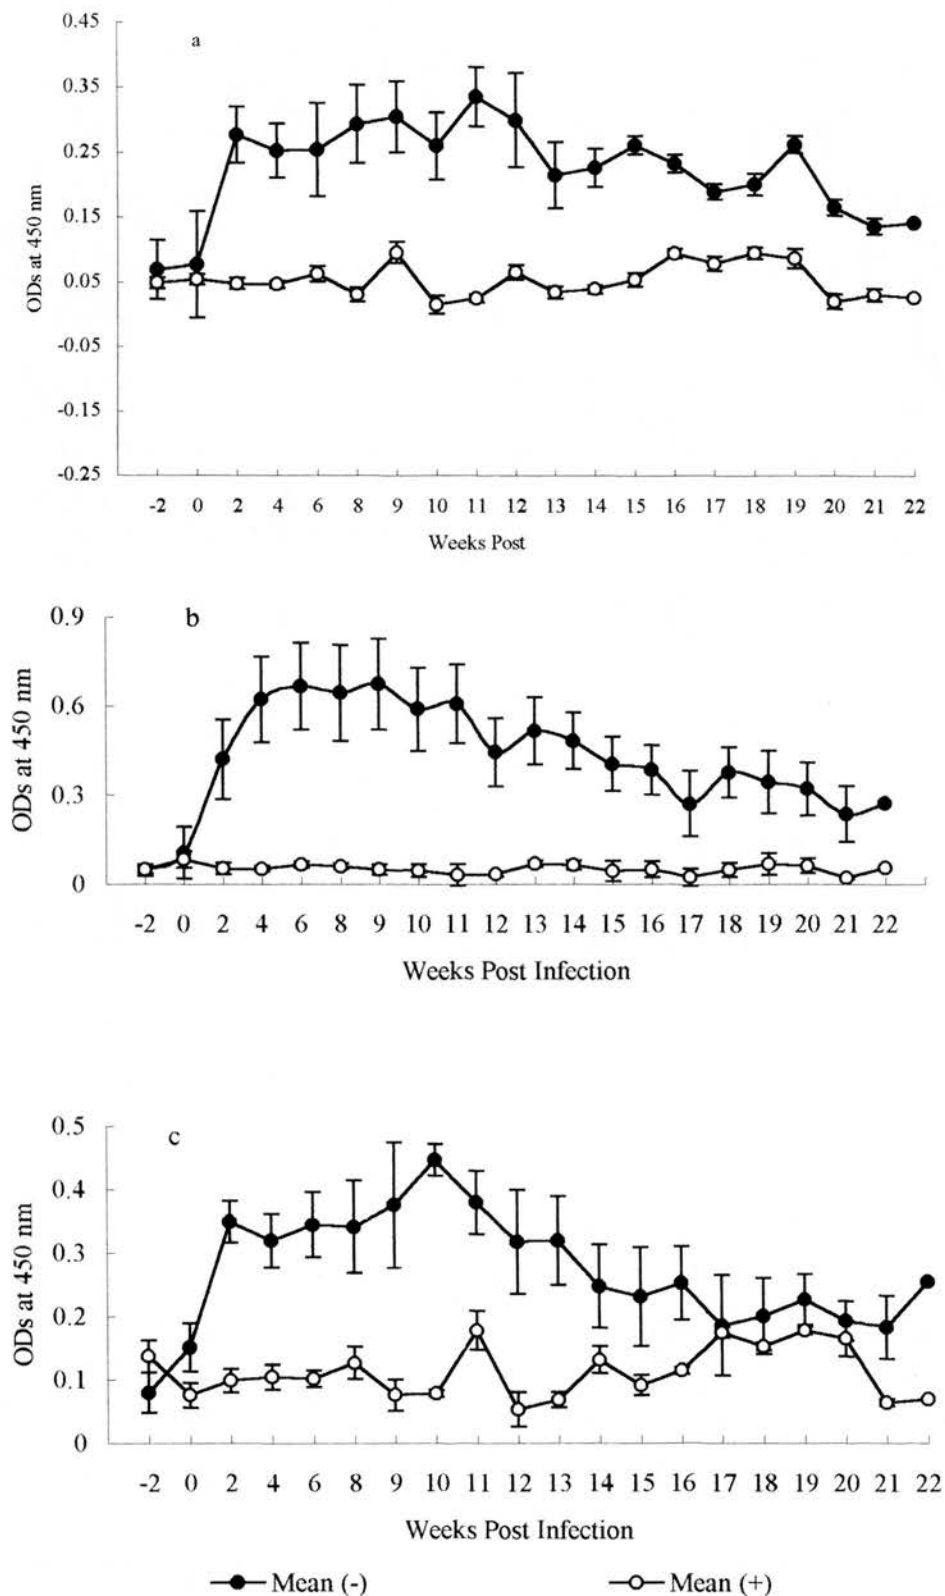 0.45
a
0.35
0.25
0.15
0.05
-0.05
-0.15
-0.25
ODs at 450 nm
-2 0 2 4 6 8 9 10 11 12 13 14 15 16 17 18 19 20 21 22
Weeks Post
0.9
b
0.6
0.3
0
ODs at 450 nm
-2 0 2 4 6 8 9 10 11 12 13 14 15 16 17 18 19 20 21 22
Weeks Post Infection
0.5
c
0.4
0.3
0.2
0.1
0
ODs at 450 nm
-2 0 2 4 6 8 9 10 11 12 13 14 15 16 17 18 19 20 21 22
Weeks Post Infection
Mean (-) Mean (+)